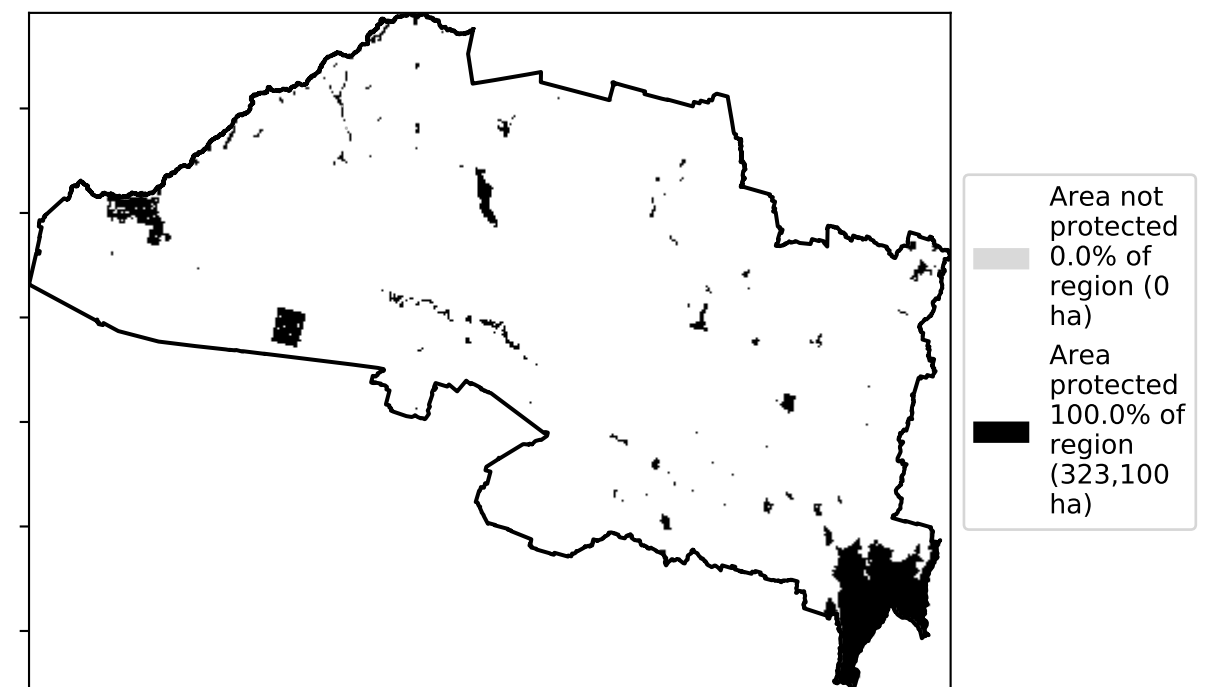 Area not
protected
0.0% of
region (0
ha)
Area
protected
100.0% of
region
(323,100
ha)